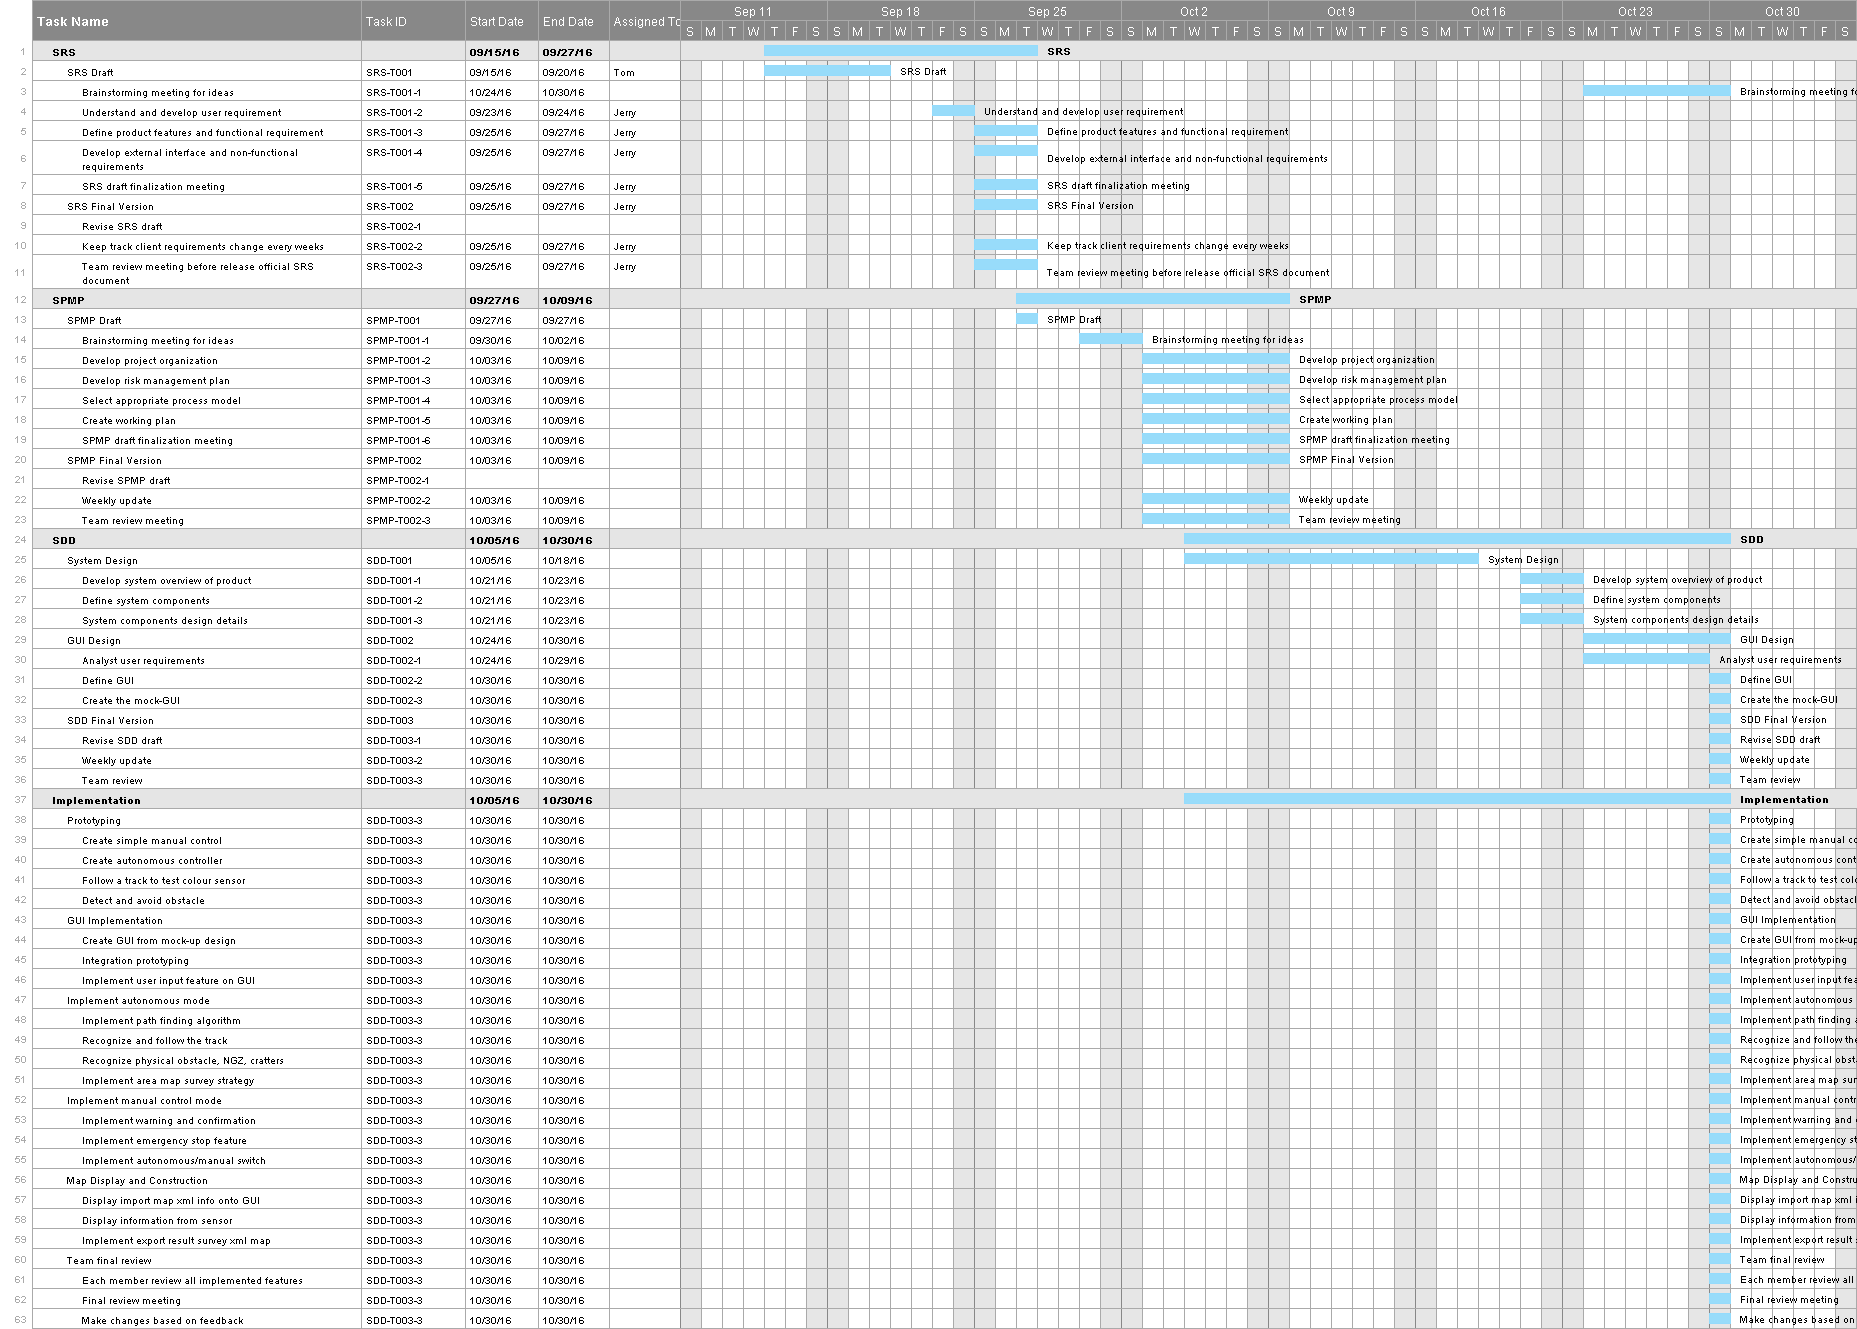 Task Name Task ID Start Date End Date Assigned To Sep 11 Sep 18 Sep 25 Oct 2 Oct 9 Oct 16 Oct 23 Oct 30
S M T W T F S S M T W T F S S M T W T F S S M T W T F S S M T W T F S S M T W T F S S M T W T F S S M T W T F S
1 SRS 09/15/16 09/27/16 SRS
2 SRS Draft SRS-T001 09/15/16 09/20/16 Tom SRS Draft
3 Brainstorming meeting for ideas SRS-T001-1 10/24/16 10/30/16 Brainstorming meeting fo
4 Understand and develop user requirement SRS-T001-2 09/23/16 09/24/16 Jerry Understand and develop user requirement
5 Define product features and functional requirement SRS-T001-3 09/25/16 09/27/16 Jerry Define product features and functional requirement
6 Develop external interface and non-functional SRS-T001-4 09/25/16 09/27/16 Jerry Develop external interface and non-functional requirements
requirements
7 SRS draft finalization meeting SRS-T001-5 09/25/16 09/27/16 Jerry SRS draft finalization meeting
8 SRS Final Version SRS-T002 09/25/16 09/27/16 Jerry SRS Final Version
9 Revise SRS draft SRS-T002-1
10 Keep track client requirements change every weeks SRS-T002-2 09/25/16 09/27/16 Jerry Keep track client requirements change every weeks
11 Team review meeting before release official SRS SRS-T002-3 09/25/16 09/27/16 Jerry Team review meeting before release official SRS document
document
12 SPMP 09/27/16 10/09/16 SPMP
13 SPMP Draft SPMP-T001 09/27/16 09/27/16 SPMP Draft
14 Brainstorming meeting for ideas SPMP-T001-1 09/30/16 10/02/16 Brainstorming meeting for ideas
15 Develop project organization SPMP-T001-2 10/03/16 10/09/16 Develop project organization
16 Develop risk management plan SPMP-T001-3 10/03/16 10/09/16 Develop risk management plan
17 Select appropriate process model SPMP-T001-4 10/03/16 10/09/16 Select appropriate process model
18 Create working plan SPMP-T001-5 10/03/16 10/09/16 Create working plan
19 SPMP draft finalization meeting SPMP-T001-6 10/03/16 10/09/16 SPMP draft finalization meeting
20 SPMP Final Version SPMP-T002 10/03/16 10/09/16 SPMP Final Version
21 Revise SPMP draft SPMP-T002-1
22 Weekly update SPMP-T002-2 10/03/16 10/09/16 Weekly update
23 Team review meeting SPMP-T002-3 10/03/16 10/09/16 Team review meeting
24 SDD 10/05/16 10/30/16 SDD
25 System Design SDD-T001 10/05/16 10/18/16 System Design
26 Develop system overview of product SDD-T001-1 10/21/16 10/23/16 Develop system overview of product
27 Define system components SDD-T001-2 10/21/16 10/23/16 Define system components
28 System components design details SDD-T001-3 10/21/16 10/23/16 System components design details
29 GUI Design SDD-T002 10/24/16 10/30/16 GUI Design
30 Analyst user requirements SDD-T002-1 10/24/16 10/29/16 Analyst user requirements
31 Define GUI SDD-T002-2 10/30/16 10/30/16 Define GUI
32 Create the mock-GUI SDD-T002-3 10/30/16 10/30/16 Create the mock-GUI
33 SDD Final Version SDD-T003 10/30/16 10/30/16 SDD Final Version
34 Revise SDD draft SDD-T003-1 10/30/16 10/30/16 Revise SDD draft
35 Weekly update SDD-T003-2 10/30/16 10/30/16 Weekly update
36 Team review SDD-T003-3 10/30/16 10/30/16 Team review
37 Implementation 10/05/16 10/30/16 Implementation
38 Prototyping SDD-T003-3 10/30/16 10/30/16 Prototyping
39 Create simple manual control SDD-T003-3 10/30/16 10/30/16 Create simple manual co
40 Create autonomous controller SDD-T003-3 10/30/16 10/30/16 Create autonomous cont
41 Follow a track to test colour sensor SDD-T003-3 10/30/16 10/30/16 Follow a track to test colo
42 Detect and avoid obstacle SDD-T003-3 10/30/16 10/30/16 Detect and avoid obstacl
43 GUI Implementation SDD-T003-3 10/30/16 10/30/16 GUI Implementation
44 Create GUI from mock-up design SDD-T003-3 10/30/16 10/30/16 Create GUI from mock-up
45 Integration prototyping SDD-T003-3 10/30/16 10/30/16 Integration prototyping
46 Implement user input feature on GUI SDD-T003-3 10/30/16 10/30/16 Implement user input fea
47 Implement autonomous mode SDD-T003-3 10/30/16 10/30/16 Implement autonomous
48 Implement path finding algorithm SDD-T003-3 10/30/16 10/30/16 Implement path finding a
49 Recognize and follow the track SDD-T003-3 10/30/16 10/30/16 Recognize and follow the
50 Recognize physical obstacle, NGZ, cratters SDD-T003-3 10/30/16 10/30/16 Recognize physical obst
51 Implement area map survey strategy SDD-T003-3 10/30/16 10/30/16 Implement area map sur
52 Implement manual control mode SDD-T003-3 10/30/16 10/30/16 Implement manual contr
53 Implement warning and confirmation SDD-T003-3 10/30/16 10/30/16 Implement warning and c
54 Implement emergency stop feature SDD-T003-3 10/30/16 10/30/16 Implement emergency st
55 Implement autonomous/manual switch SDD-T003-3 10/30/16 10/30/16 Implement autonomous/
56 Map Display and Construction SDD-T003-3 10/30/16 10/30/16 Map Display and Constru
57 Display import map xml info onto GUI SDD-T003-3 10/30/16 10/30/16 Display import map xml i
58 Display information from sensor SDD-T003-3 10/30/16 10/30/16 Display information from
59 Implement export result survey xml map SDD-T003-3 10/30/16 10/30/16 Implement export result s
60 Team final review SDD-T003-3 10/30/16 10/30/16 Team final review
61 Each member review all implemented features SDD-T003-3 10/30/16 10/30/16 Each member review all
62 Final review meeting SDD-T003-3 10/30/16 10/30/16 Final review meeting
63 Make changes based on feedback SDD-T003-3 10/30/16 10/30/16 Make changes based on